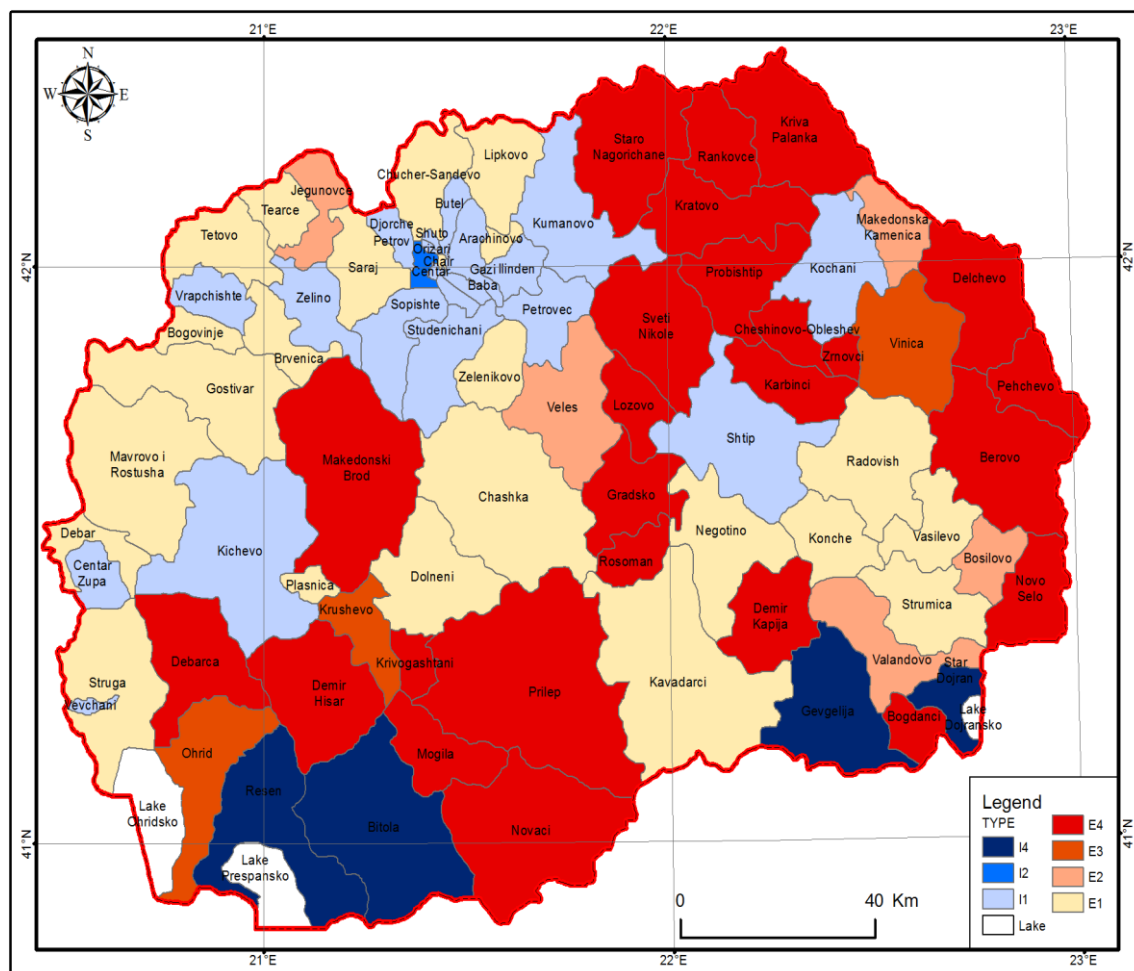 21°E
22°E
23°E
N
W
E
S
Kriva
Palanka
Staro
Nagorichane
Rankovce
Lipkovo
Chucher-Sandevo
Jegunovce
Butel
Kratovo
Tearce
Djorche
Petrov
Shuto
Orizari
Arachinovo
Kumanovo
Makedonska
Kamenica
Tetovo
42°N
Saraj
Chair
Centar
Gazi
Baba
Ilinden
Probishtip
Kochani
Delchevo
42°N
Vrapchishte
Zelino
Sopishte
Petrovec
Sveti
Nikole
Bogovinje
Studenichani
Cheshinovo-Obleshev
Vinica
Brvenica
Zrnovci
Gostivar
Zelenikovo
Karbinci
Pehchevo
Veles
Lozovo
Mavrovo i
Rostusha
Makedonski
Brod
Shtip
Radovish
Berovo
Chashka
Gradsko
Debar
Kichevo
Negotino
Konche
Vasilevo
Centar
Zupa
Rosoman
Bosilovo
Plasnica
Dolneni
Novo
Selo
Krushevo
Demir
Kapija
Strumica
Debarca
Krivogashtani
Star
Dojran
Valandovo
Struga
Demir
Hisar
Prilep
Kavadarci
Vevchani
Gevgelija
Bogdanci
Lake
Dojransko
Ohrid
Mogila
Resen
Lake
Ohridsko
Bitola
Novaci
41°N
41°N
Lake
Prespansko
0
40 Km
Legend
TYPE
I4
I2
I1
Lake
E4
E3
E2
E1
21°E
22°E
23°E